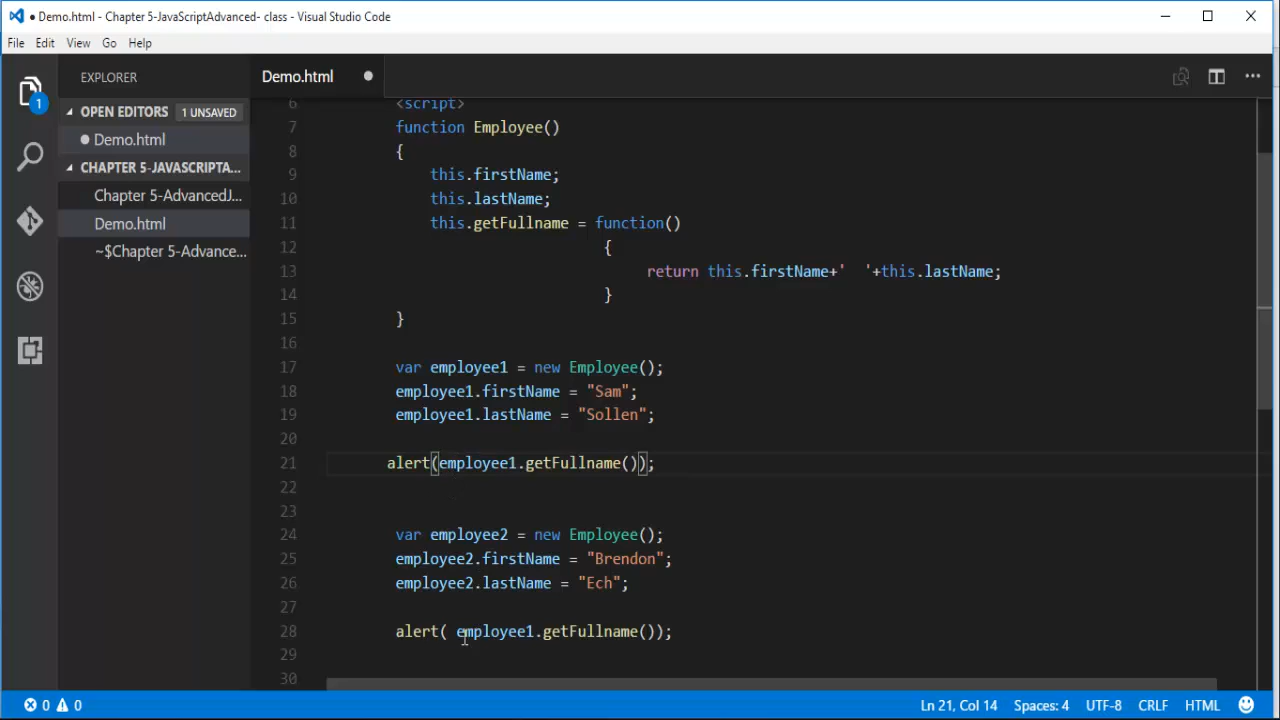 ● Demo.html - Chapter 5-JavaScriptAdvanced- class - Visual Studio Code
File Edit View Go Help
EXPLORER
OPEN EDITORS 1 UNSAVED
● Demo.html
CHAPTER 5-JAVASCRIPTA...
Chapter 5-AdvancedJ...
Demo.html
~$Chapter 5-Advance...
1
Demo.html ●
6 <script>
7 function Employee()
8 {
9 this.firstName;
10 this.lastName;
11 this.getFullname = function()
12 {
13 return this.firstName+'  '+this.lastName;
14 }
15 }
16
17 var employee1 = new Employee();
18 employee1.firstName = "Sam";
19 employee1.lastName = "Sollen";
20
21 alert(employee1.getFullname());
22
23
24 var employee2 = new Employee();
25 employee2.firstName = "Brendon";
26 employee2.lastName = "Ech";
27
28 alert( employee1.getFullname());
29
30
0 0 Ln 21, Col 14 Spaces: 4 UTF-8 CRLF HTML